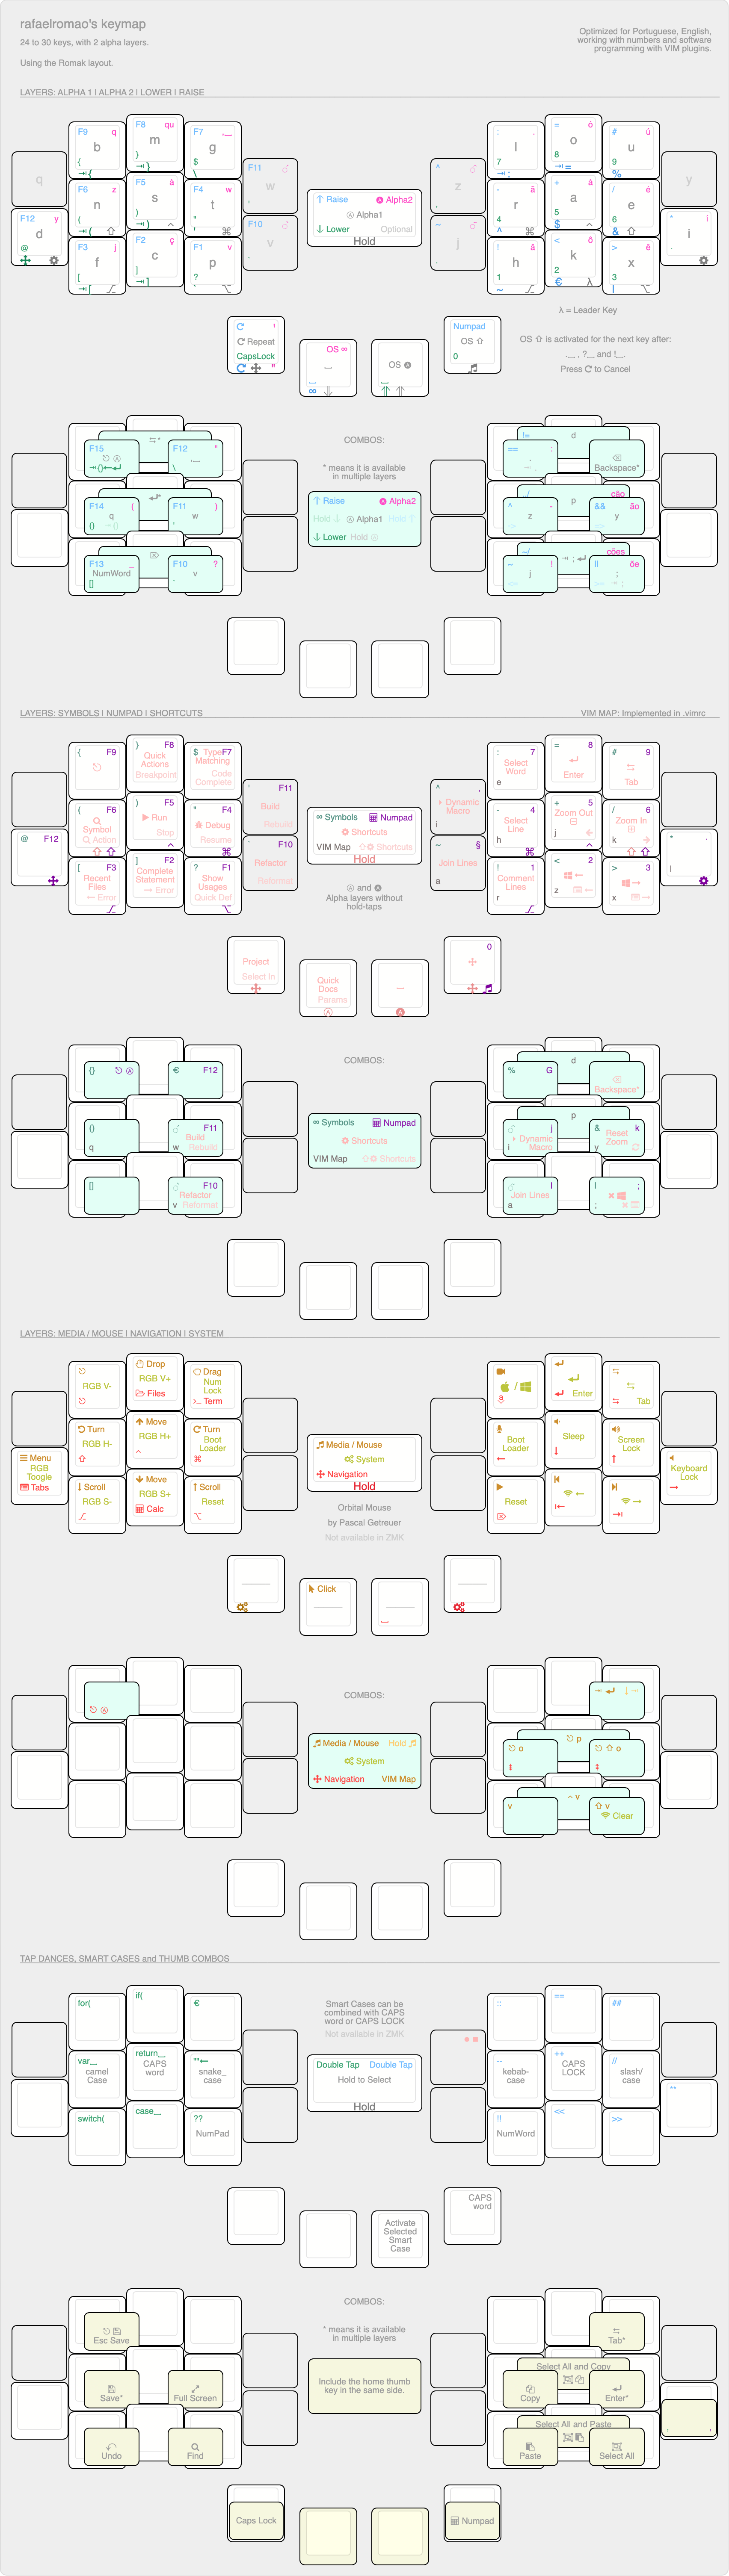 rafaelromao's keymap
24 to 30 keys, with 2 alpha layers.
Using the Romak layout.
Optimized for Portuguese, English,
working with numbers and software
programming with VIM plugins.
LAYERS: ALPHA 1 | ALPHA 2 | LOWER | RAISE
q
F12 y
d
@
F9 q
b
{
F6 z
n
(
F3 j
f
[
F8 qu
m
}
F5 à
s
)
F2 ç
c
]
F7
g
$
F4 w
t
"
F1 v
p
?
F11
w
F10
v
Raise Alpha2
Alpha1
Lower Optional
Hold
^
z
~
j
: 
l
7
- ã
r
4
! â
h
1
= ó
o
8
+ á
a
5
< ô
k
2
# ú
u
9
/ é
e
6
> ê
x
3
y
* í
i
λ = Leader Key
Repeat
CapsLock
OS ∞
OS
Numpad
OS
0
OS ⇧ is activated for the next key after:
Press to Cancel
COMBOS:
* means it is available
in multiple layers
Raise Alpha2
Hold Alpha1 Hold
Lower Hold
F15
F12
F14 (
q
()
F11 )
w
F13
NumWord
[]
F10 ?
v
!= d
==
Backspace*
p ção
^ -
z
&& ão
y
ções
~ !
j
|| õe
;
LAYERS: SYMBOLS | NUMPAD | SHORTCUTS
VIM MAP: Implemented in .vimrc
@ F12
{ F9
( F6
Symbol
Action
[ F3
Recent
Files
Error
} F8
Quick
Actions
Breakpoint
) F5
Run
Stop
] F2
Complete
Statement
Error
$ Type F7
Matching
Code
Complete
" F4
Debug
Resume
? F1
Show
Usages
Quick Def
F11
Build
Rebuild
F10
Refactor
Reformat
∞ Symbols Numpad
Shortcuts
VIM Map Shortcuts
Hold
Ⓐ and 🅐
Alpha layers without
hold-taps
^ ,
Dynamic
Macro
i
~ §
Join Lines
a
: 7
Select
Word
e
- 4
Select
Line
h
! 1
Comment
Lines
r
= 8
Enter
+ 5
Zoom Out
j
< 2
z
# 9
Tab
/ 6
Zoom In
k
> 3
x
Project
Select In
Quick
Docs
Params
0
COMBOS:
∞ Symbols Numpad
Shortcuts
VIM Map Shortcuts
{}
€ F12
()
q
F11
Build
w Rebuild
[]
F10
Refactor
v Reformat
d
% G
Backspace*
p
j
Dynamic
i Macro
& k
Reset
Zoom
y
Join Lines
a
| ;
;
LAYERS: MEDIA / MOUSE | NAVIGATION | SYSTEM
Menu
RGB
Toogle
Tabs
RGB V-
Turn
RGB H-
Scroll
RGB S-
Drop
RGB V+
Files
Move
RGB H+
Move
RGB S+
Calc
Drag
Num
Lock
Term
Turn
Boot
Loader
Scroll
Reset
Media / Mouse
System
Navigation
Hold
Orbital Mouse
by Pascal Getreuer
Not available in ZMK
Boot
Loader
Reset
Enter
Sleep
Tab
Screen
Lock
Keyboard
Lock
Click
COMBOS:
Media / Mouse Hold
System
Navigation VIM Map
p
o
o
^ v
v
v
Clear
TAP DANCES, SMART CASES and THUMB COMBOS
for(
var
camel
Case
switch(
if(
return
CAPS
word
case
€
snake_
case
??
NumPad
Smart Cases can be
combined with CAPS
word or CAPS LOCK
Not available in ZMK
Double Tap Double Tap
Hold to Select
Hold
::
--
kebab-
case
!!
NumWord
==
++
CAPS
LOCK
<<
##
//
slash/
case
>>
**
Activate
Selected
Smart
Case
CAPS
word
COMBOS:
* means it is available
in multiple layers
Include the home thumb
key in the same side.
Esc Save
Save*
Full Screen
Undo
Find
Tab*
Select All and Copy
Copy
Enter*
Select All and Paste
Paste
Select All
Caps Lock
Numpad